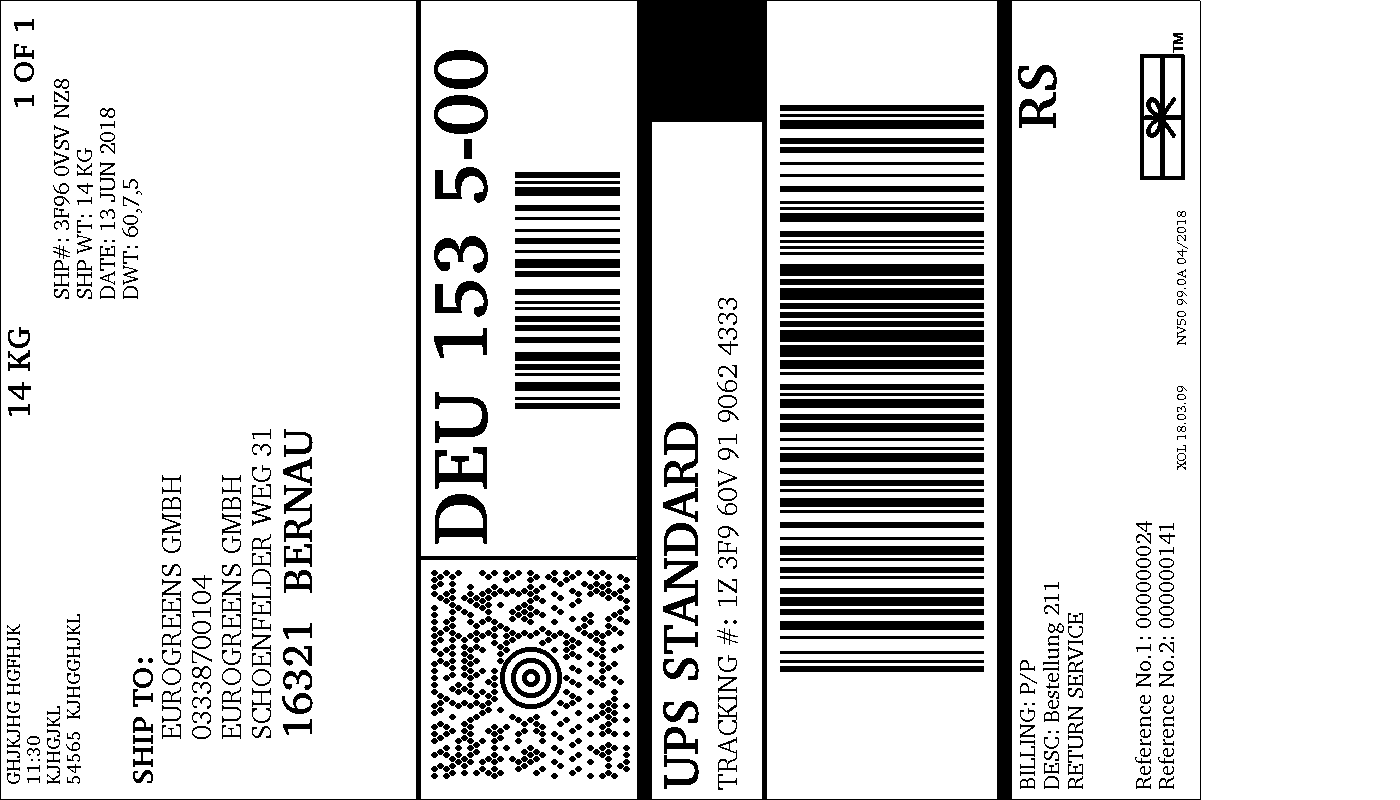 GHJKJHG HGFHJK
11:30
KJHGJKL
54565 KJHGGHJKL
14 KG
1 OF 1
SHP#: 3F96 0VSV NZ8
SHP WT: 14 KG
DATE: 13 JUN 2018
DWT: 60,7,5
SHIP TO:
EUROGREENS GMBH
03338700104
EUROGREENS GMBH
SCHOENFELDER WEG 31
16321 BERNAU
DEU 153 5-00
UPS STANDARD
TRACKING #: 1Z 3F9 60V 91 9062 4333
BILLING: P/P
DESC: Bestellung 211
RETURN SERVICE
RS
Reference No.1: 000000024
Reference No.2: 000000141
XOL 18.03.09 NV50 99.0A 04/2018
TM